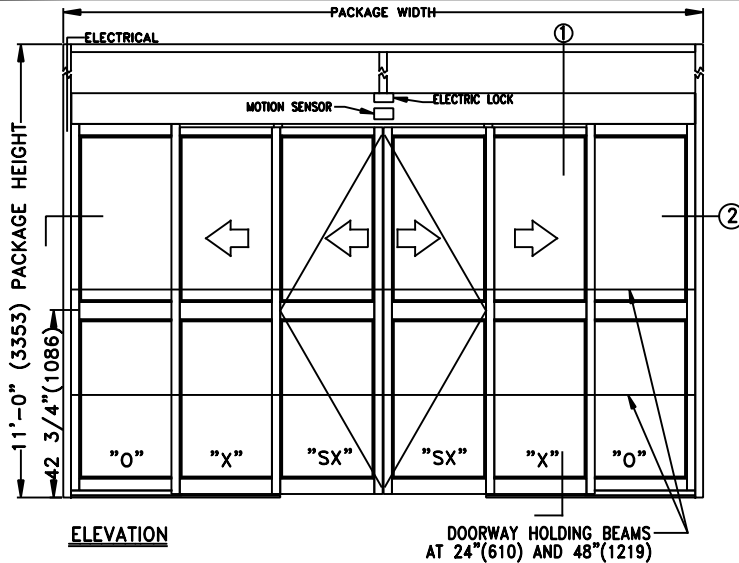 PACKAGE WIDTH
1
ELECTRICAL
ELECTRIC LOCK
MOTION SENSOR
11'-0" (3353) PACKAGE HEIGHT
2
42 3/4"(1086)
"O" "X" "SX" "SX" "X" "O"
ELEVATION
DOORWAY HOLDING BEAMS
AT 24"(610) AND 48"(1219)